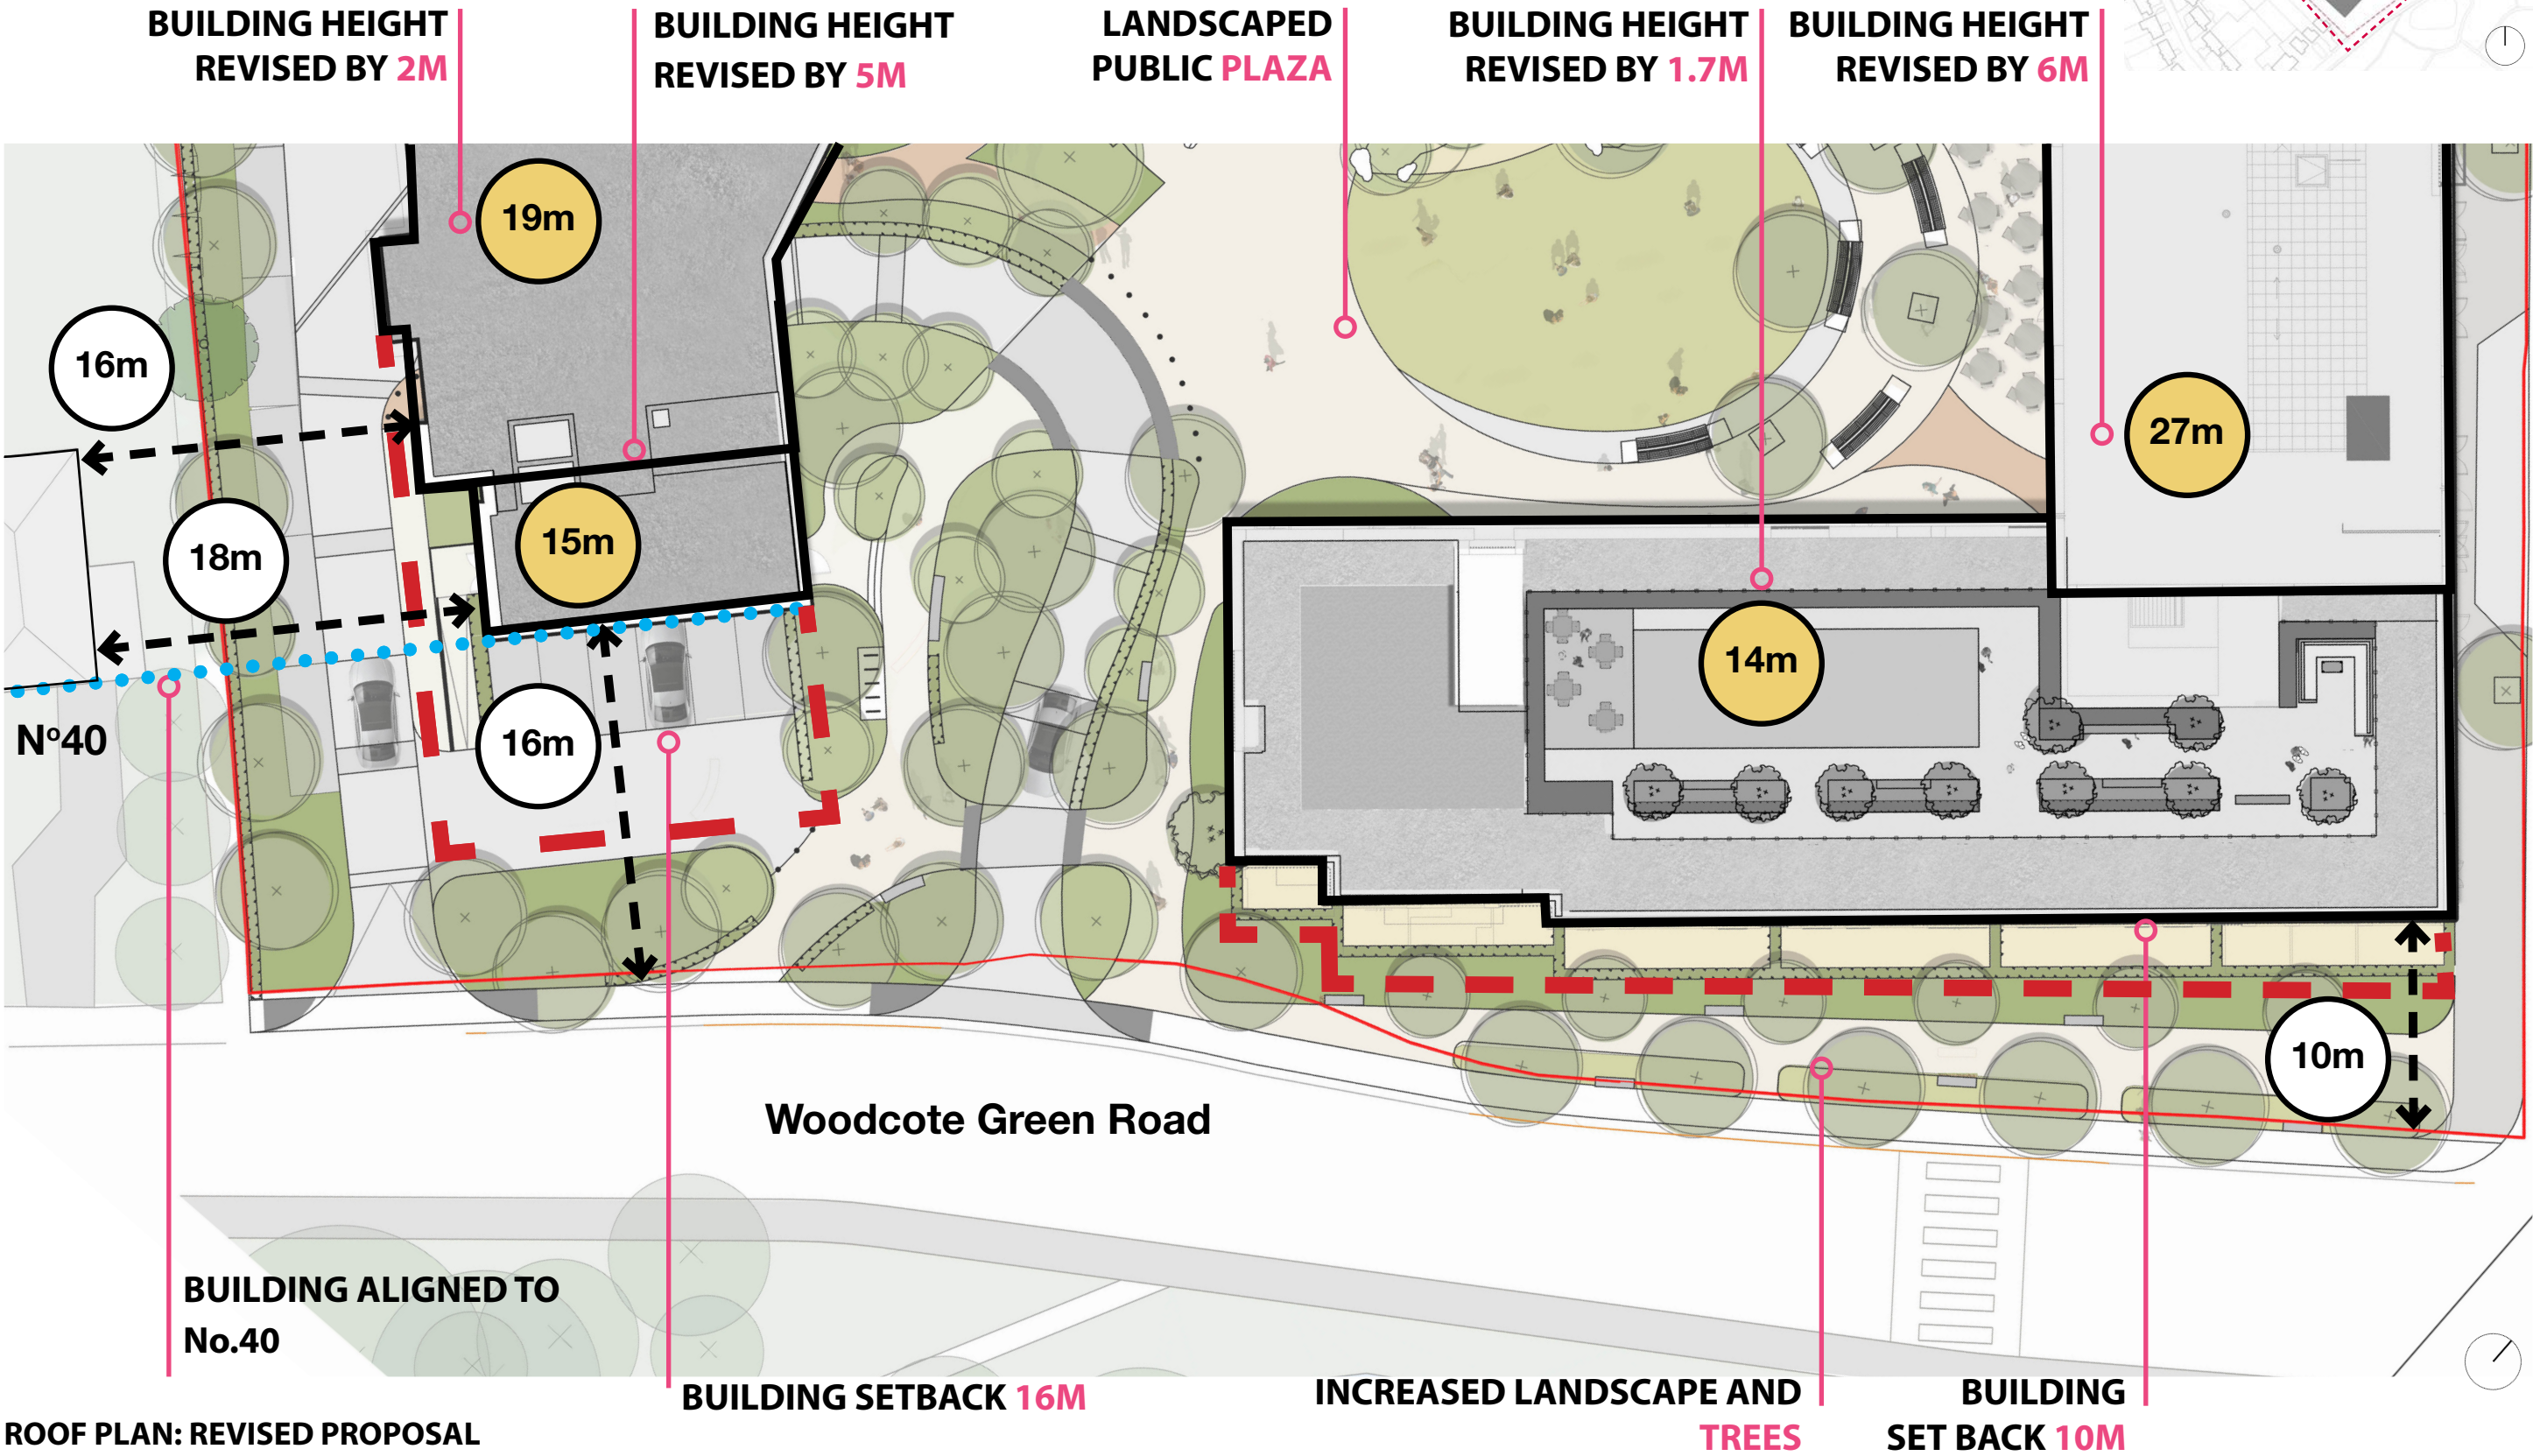 BUILDING HEIGHT
REVISED BY 2M
BUILDING HEIGHT
REVISED BY 5M
LANDSCAPED
PUBLIC PLAZA
BUILDING HEIGHT
REVISED BY 1.7M
BUILDING HEIGHT
REVISED BY 6M
19m
16m
27m
15m
18m
14m
16m
Nº40
10m
Woodcote Green Road
BUILDING ALIGNED TO
No.40
BUILDING SETBACK 16M
INCREASED LANDSCAPE AND
TREES
BUILDING
SET BACK 10M
ROOF PLAN: REVISED PROPOSAL